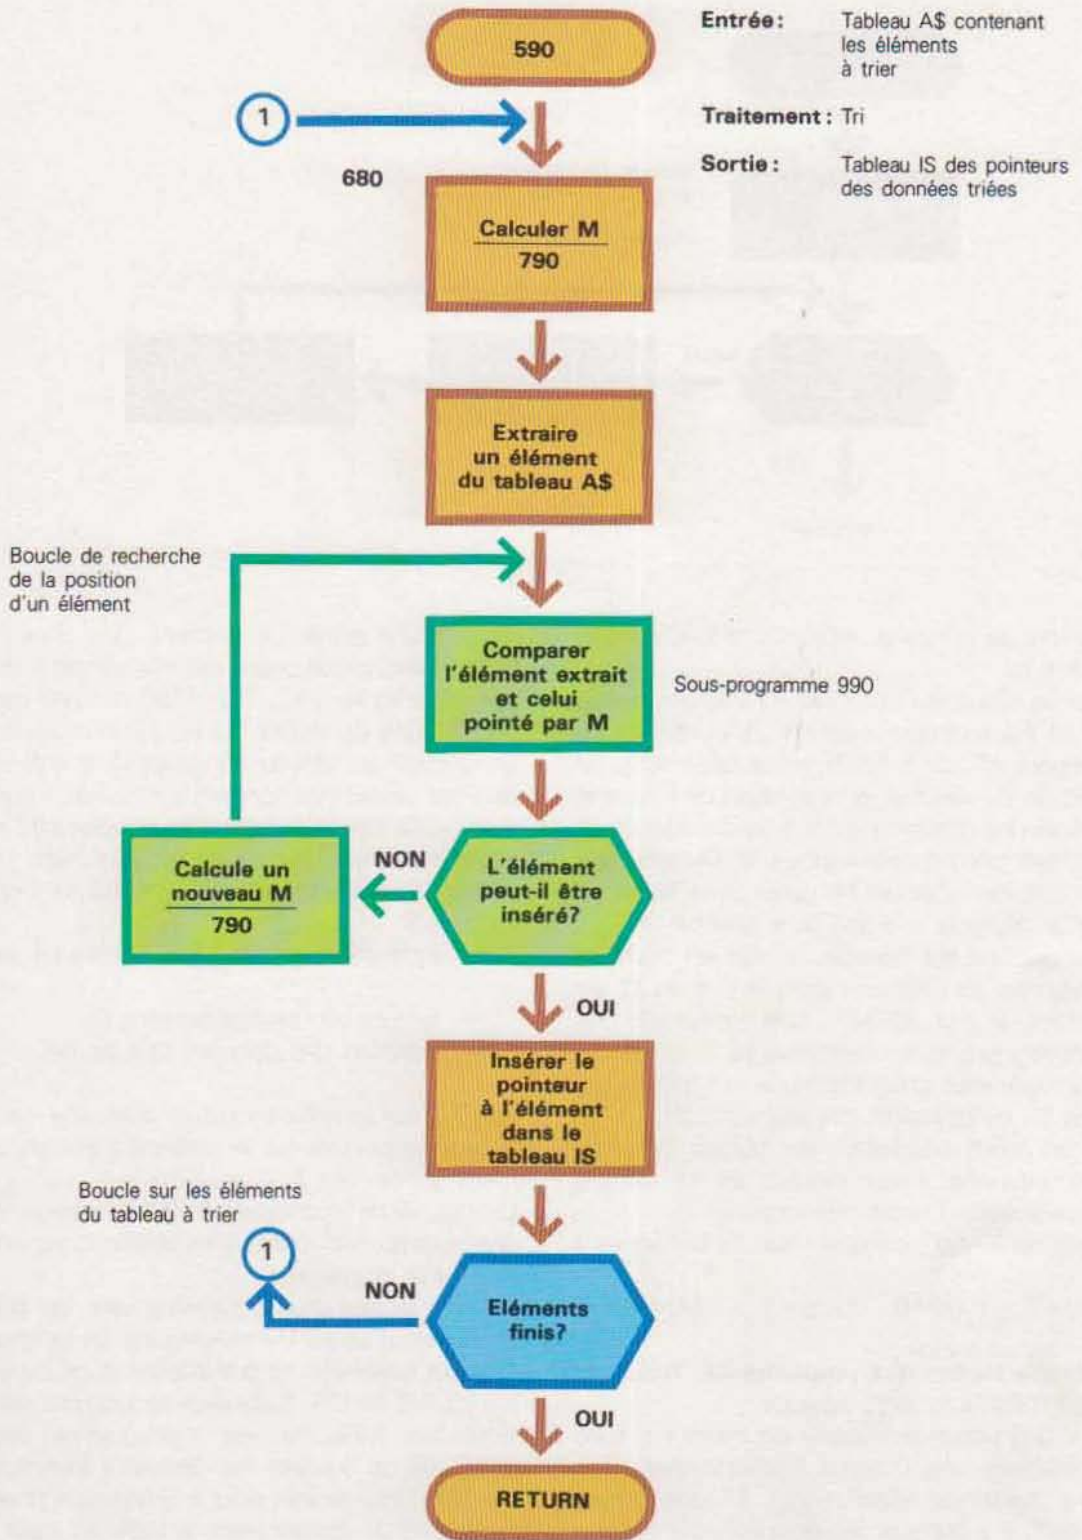 590
Entrée: Tableau A$ contenant
les éléments
à trier
Traitement: Tri
Sortie: Tableau IS des pointeurs
des données triées
1
680
Calculer M
790
Extraire
un élément
du tableau A$
Boucle de recherche
de la position
d'un élément
Comparer
l'élément extrait
et celui
pointé par M
Sous-programme 990
Calcule un
nouveau M
790
NON
L'élément
peut-il être
inséré?
OUI
Insérer le
pointeur
à l'élément
dans le
tableau IS
Boucle sur les éléments
du tableau à trier
1
NON
Eléments
finis?
OUI
RETURN